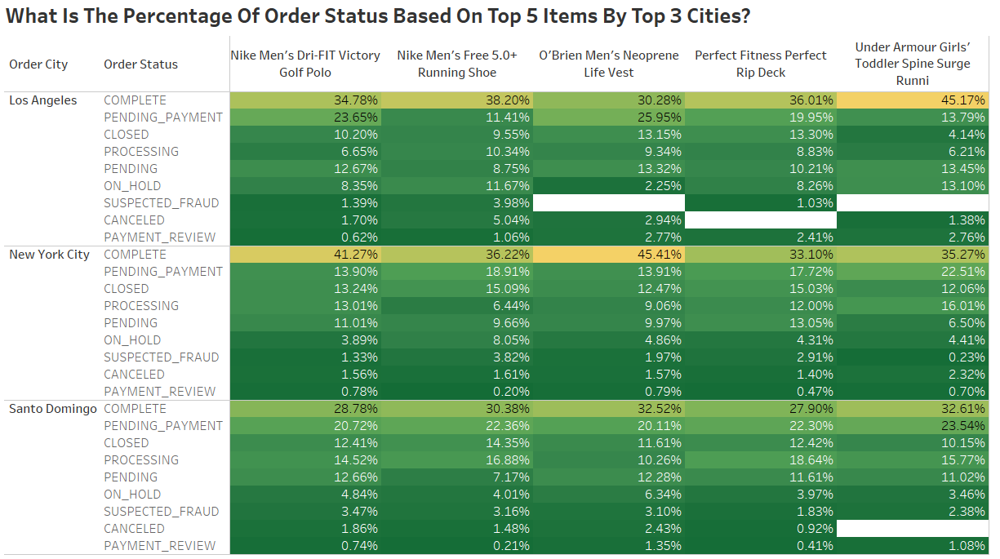 What Is The Percentage Of Order Status Based On Top 5 Items By Top 3 Cities?
Order City Order Status Nike Men's Dri-FIT Victory Golf Polo Nike Men's Free 5.0+ Running Shoe O'Brien Men's Neoprene Life Vest Perfect Fitness Perfect Rip Deck Under Armour Girls' Toddler Spine Surge Runni
Los Angeles COMPLETE 34.78% 38.20% 30.28% 36.01% 45.17%
PENDING_PAYMENT 23.65% 11.41% 25.95% 19.95% 13.79%
CLOSED 10.20% 9.55% 13.15% 13.30% 4.14%
PROCESSING 6.65% 10.34% 9.34% 8.83% 6.21%
PENDING 12.67% 8.75% 13.32% 10.21% 13.45%
ON_HOLD 8.35% 11.67% 2.25% 8.26% 13.10%
SUSPECTED_FRAUD 1.39% 3.98% 1.03%
CANCELED 1.70% 5.04% 2.94% 1.38%
PAYMENT_REVIEW 0.62% 1.06% 2.77% 2.41% 2.76%
New York City COMPLETE 41.27% 36.22% 45.41% 33.10% 35.27%
PENDING_PAYMENT 13.90% 18.91% 13.91% 17.72% 22.51%
CLOSED 13.24% 15.09% 12.47% 15.03% 12.06%
PROCESSING 13.01% 6.44% 9.06% 12.00% 16.01%
PENDING 11.01% 9.66% 9.97% 13.05% 6.50%
ON_HOLD 3.89% 8.05% 4.86% 4.31% 4.41%
SUSPECTED_FRAUD 1.33% 3.82% 1.97% 2.91% 0.23%
CANCELED 1.56% 1.61% 1.57% 1.40% 2.32%
PAYMENT_REVIEW 0.78% 0.20% 0.79% 0.47% 0.70%
Santo Domingo COMPLETE 28.78% 30.38% 32.52% 27.90% 32.61%
PENDING_PAYMENT 20.72% 22.36% 20.11% 22.30% 23.54%
CLOSED 12.41% 14.35% 11.61% 12.42% 10.15%
PROCESSING 14.52% 16.88% 10.26% 18.64% 15.77%
PENDING 12.66% 7.17% 12.28% 11.61% 11.02%
ON_HOLD 4.84% 4.01% 6.34% 3.97% 3.46%
SUSPECTED_FRAUD 3.47% 3.16% 3.10% 1.83% 2.38%
CANCELED 1.86% 1.48% 2.43% 0.92%
PAYMENT_REVIEW 0.74% 0.21% 1.35% 0.41% 1.08%